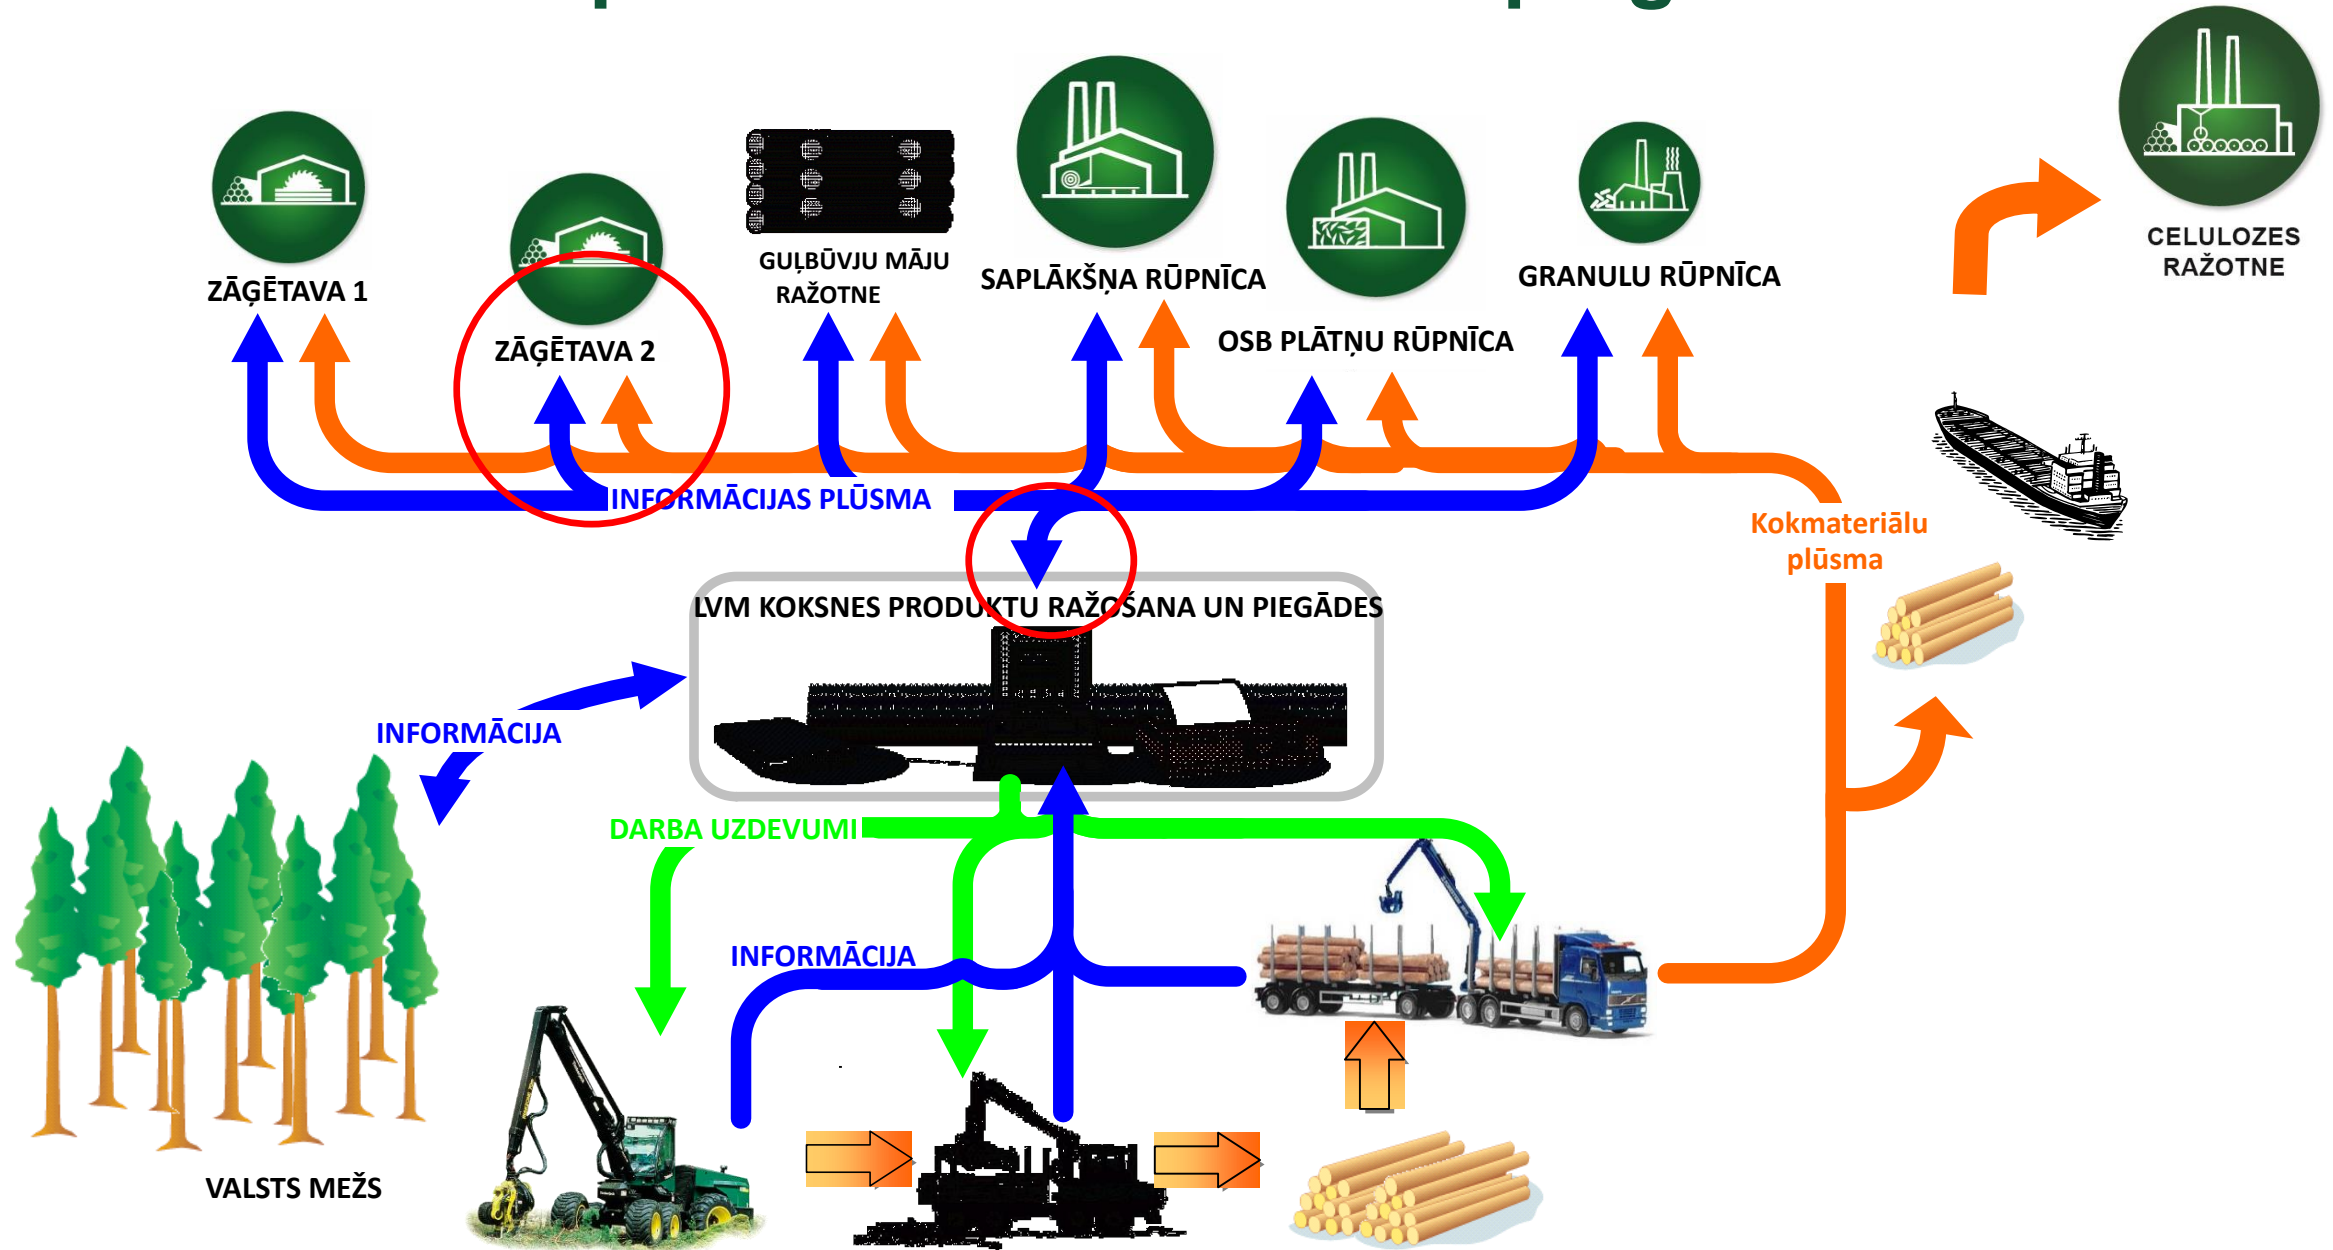 CELULOZES
RAŽOTNE
GUĻBŪVJU MĀJU
RAŽOTNE
ZĀĢĒTAVA 1
SAPLĀKŠŅA RŪPNĪCA
GRANULU RŪPNĪCA
ZĀĢĒTAVA 2
OSB PLĀTŅU RŪPNĪCA
INFORMĀCIJAS PLŪSMA
Kokmateriālu
plūsma
LVM KOKSNES PRODUKTU RAŽOŠANA UN PIEGĀDES
INFORMĀCIJA
DARBA UZDEVUMI
INFORMĀCIJA
VALSTS MEŽS